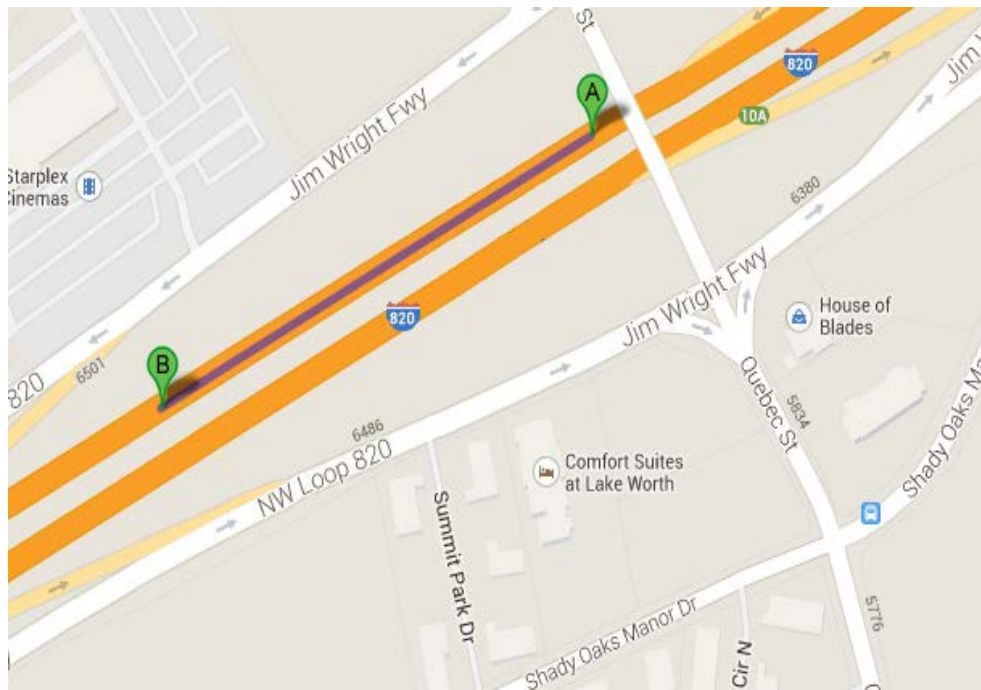 St
820
A
Jim W
10A
Jim Wright Fwy
Starplex
Cinemas
6380
Jim Wright Fwy
House of
Blades
820
B
6501
820
Quebec St
5834
6486
NW Loop 820
Comfort Suites
at Lake Worth
Shady Oaks Man
Summit Park Dr
Shady Oaks Manor Dr
Cir N
5776